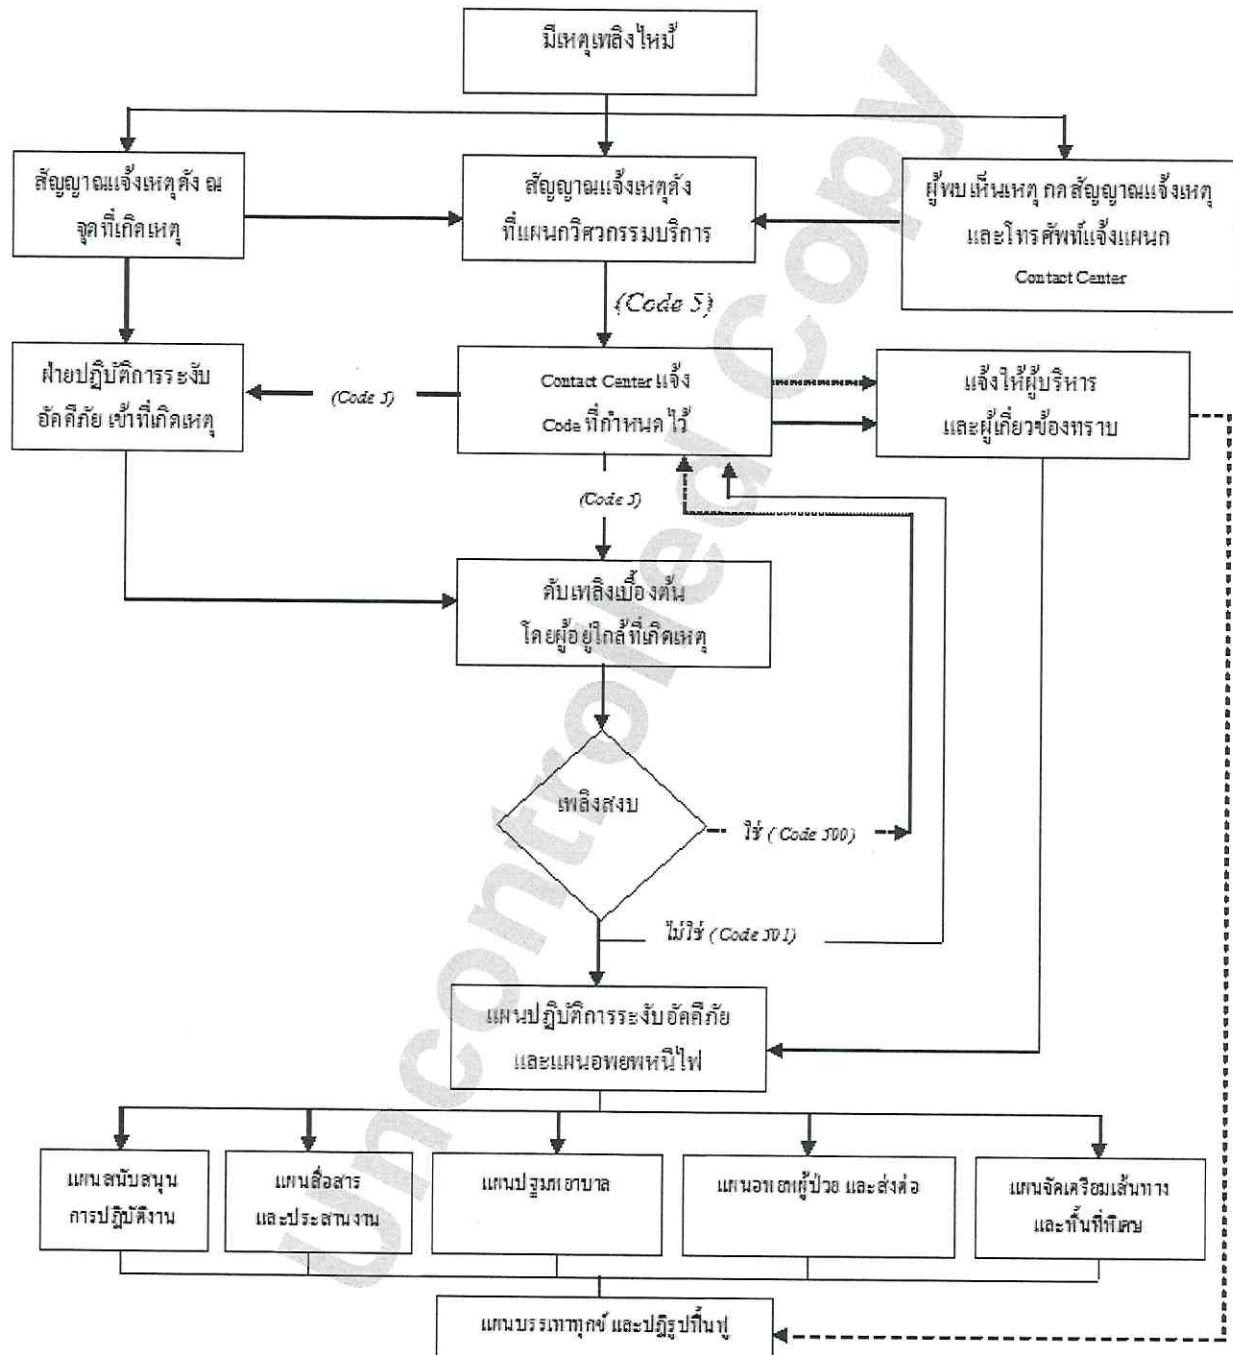 มีเหตุเพลิงไหม้
สัญญาณแจ้งเหตุดัง ณ
จุดที่เกิดเหตุ
สัญญาณแจ้งเหตุดัง
ที่แผนกวิศวกรรมบริการ
ผู้พบเห็นเหตุ กดสัญญาณแจ้งเหตุ
และโทรศัพท์แจ้งแผนก
Contact Center
(Code 5)
ฝ่ายปฏิบัติการระงับ
อัคคีภัย เข้าที่เกิดเหตุ
(Code 5)
Contact Center แจ้ง
Code ที่กำหนดไว้
แจ้งให้ผู้บริหาร
และผู้เกี่ยวข้องทราบ
(Code 5)
ดับเพลิงเบื้องต้น
โดยผู้อยู่ใกล้ที่เกิดเหตุ
เพลิงสงบ
ใช่ ( Code 500)
ไม่ใช่ ( Code 501)
แผนปฏิบัติการระงับอัคคีภัย
และแผนอพยพหนีไฟ
แผนสนับสนุน
การปฏิบัติงาน
แผนสื่อสาร
และประสานงาน
แผนปฐมพยาบาล
แผนอพยพผู้ป่วย และส่งต่อ
แผนจัดเตรียมเส้นทาง
และพื้นที่พิเศษ
แผนบรรเทาทุกข์ และปฏิรูปฟื้นฟู
Uncontrolled Copy